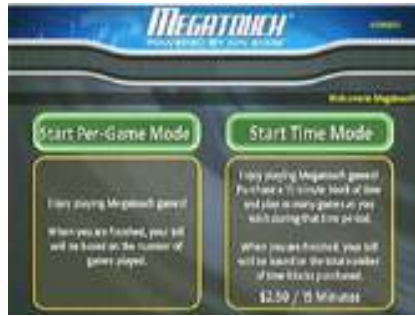 MEGATOUCH
POWERED BY
Welcome to Megatouch
Start Per-Game Mode
Start Time Mode
Enjoy playing Megatouch games!
When you are finished, your bill
will be based on the number of
games played.
Enjoy playing Megatouch games!
Purchase a 15 minute block of time
and play as many games as you
wish during that time period.
When you are finished, your bill
will be based on the total number
of time blocks purchased.
$2.50 / 15 Minutes